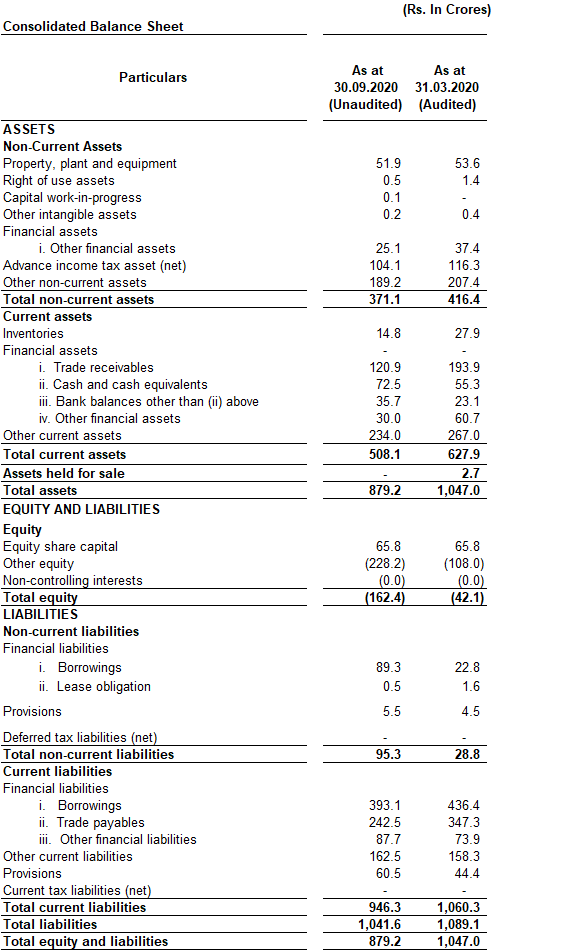 (Rs. In Crores)
Consolidated Balance Sheet
Particulars As at 30.09.2020 (Unaudited) As at 31.03.2020 (Audited)
ASSETS
Non-Current Assets
Property, plant and equipment 51.9 53.6
Right of use assets 0.5 1.4
Capital work-in-progress 0.1 -
Other intangible assets 0.2 0.4
Financial assets
i. Other financial assets 25.1 37.4
Advance income tax asset (net) 104.1 116.3
Other non-current assets 189.2 207.4
Total non-current assets 371.1 416.4
Current assets
Inventories 14.8 27.9
Financial assets - -
i. Trade receivables 120.9 193.9
ii. Cash and cash equivalents 72.5 55.3
iii. Bank balances other than (ii) above 35.7 23.1
iv. Other financial assets 30.0 60.7
Other current assets 234.0 267.0
Total current assets 508.1 627.9
Assets held for sale - 2.7
Total assets 879.2 1,047.0
EQUITY AND LIABILITIES
Equity
Equity share capital 65.8 65.8
Other equity (228.2) (108.0)
Non-controlling interests (0.0) (0.0)
Total equity (162.4) (42.1)
LIABILITIES
Non-current liabilities
Financial liabilities
i. Borrowings 89.3 22.8
ii. Lease obligation 0.5 1.6
Provisions 5.5 4.5
Deferred tax liabilities (net) - -
Total non-current liabilities 95.3 28.8
Current liabilities
Financial liabilities
i. Borrowings 393.1 436.4
ii. Trade payables 242.5 347.3
iii. Other financial liabilities 87.7 73.9
Other current liabilities 162.5 158.3
Provisions 60.5 44.4
Current tax liabilities (net) - -
Total current liabilities 946.3 1,060.3
Total liabilities 1,041.6 1,089.1
Total equity and liabilities 879.2 1,047.0